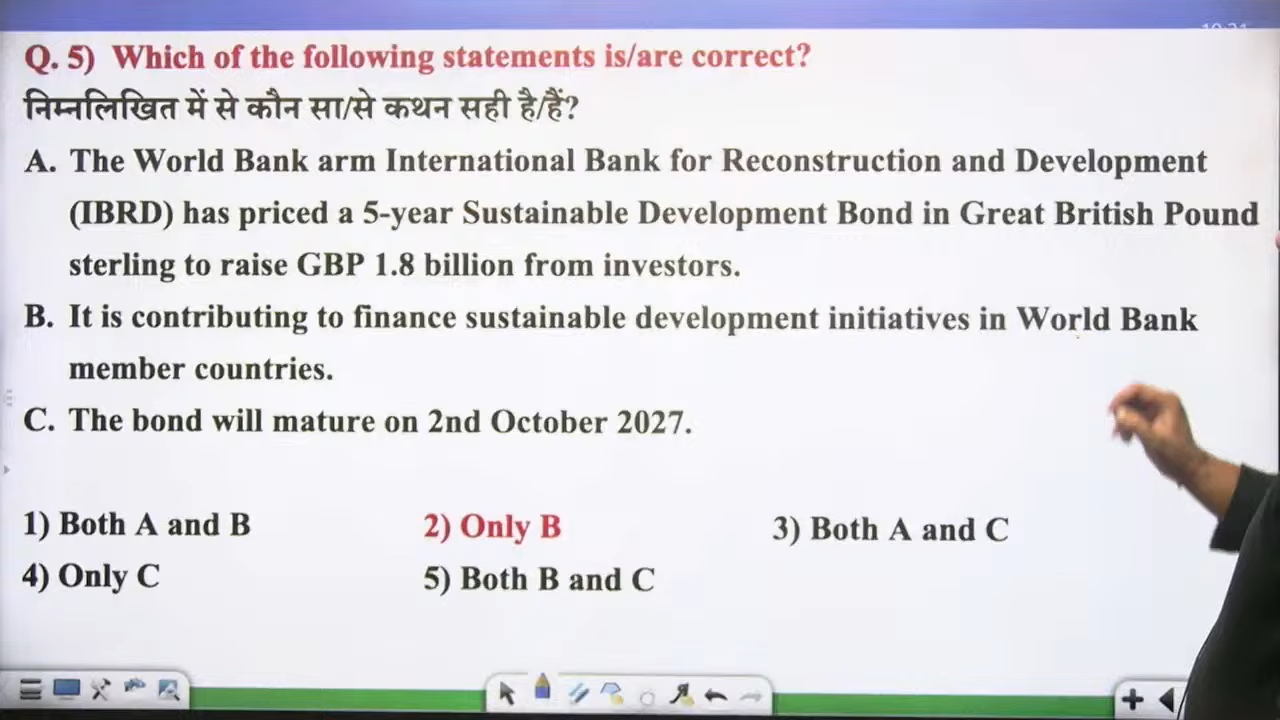 Q. 5) Which of the following statements is/are correct?
निम्नलिखित में से कौन सा/से कथन सही है/हैं?
A. The World Bank arm International Bank for Reconstruction and Development
(IBRD) has priced a 5-year Sustainable Development Bond in Great British Pound
sterling to raise GBP 1.8 billion from investors.
B. It is contributing to finance sustainable development initiatives in World Bank
member countries.
C. The bond will mature on 2nd October 2027.
1) Both A and B 2) Only B 3) Both A and C
4) Only C 5) Both B and C